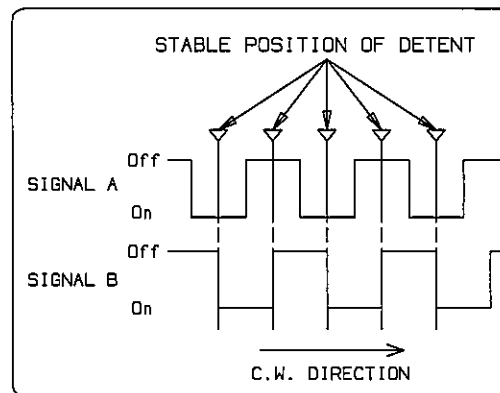 STABLE POSITION OF DETENT
Off
SIGNAL A
On
Off
SIGNAL B
On
C.W. DIRECTION